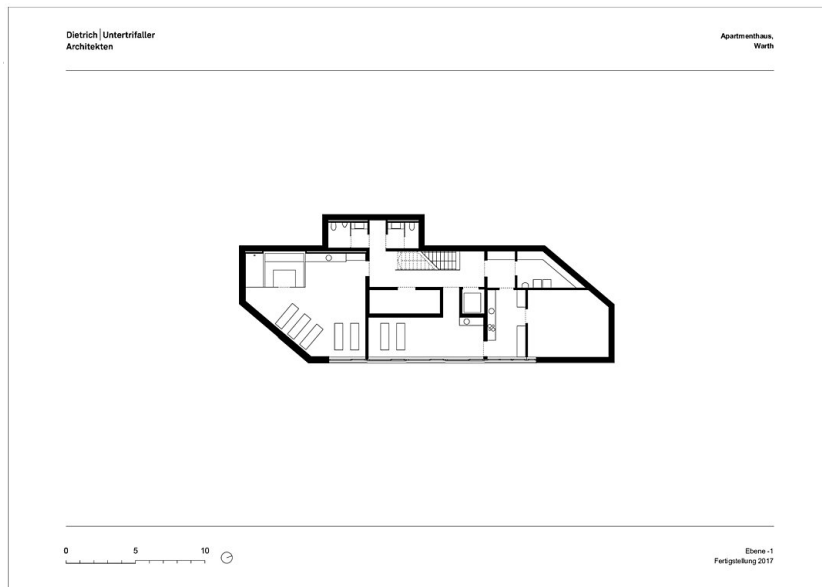 Dietrich|Untertrifaller
Architekten
Apartmenthaus,
Warth
0 5 10
Ebene -1
Fertigstellung 2017